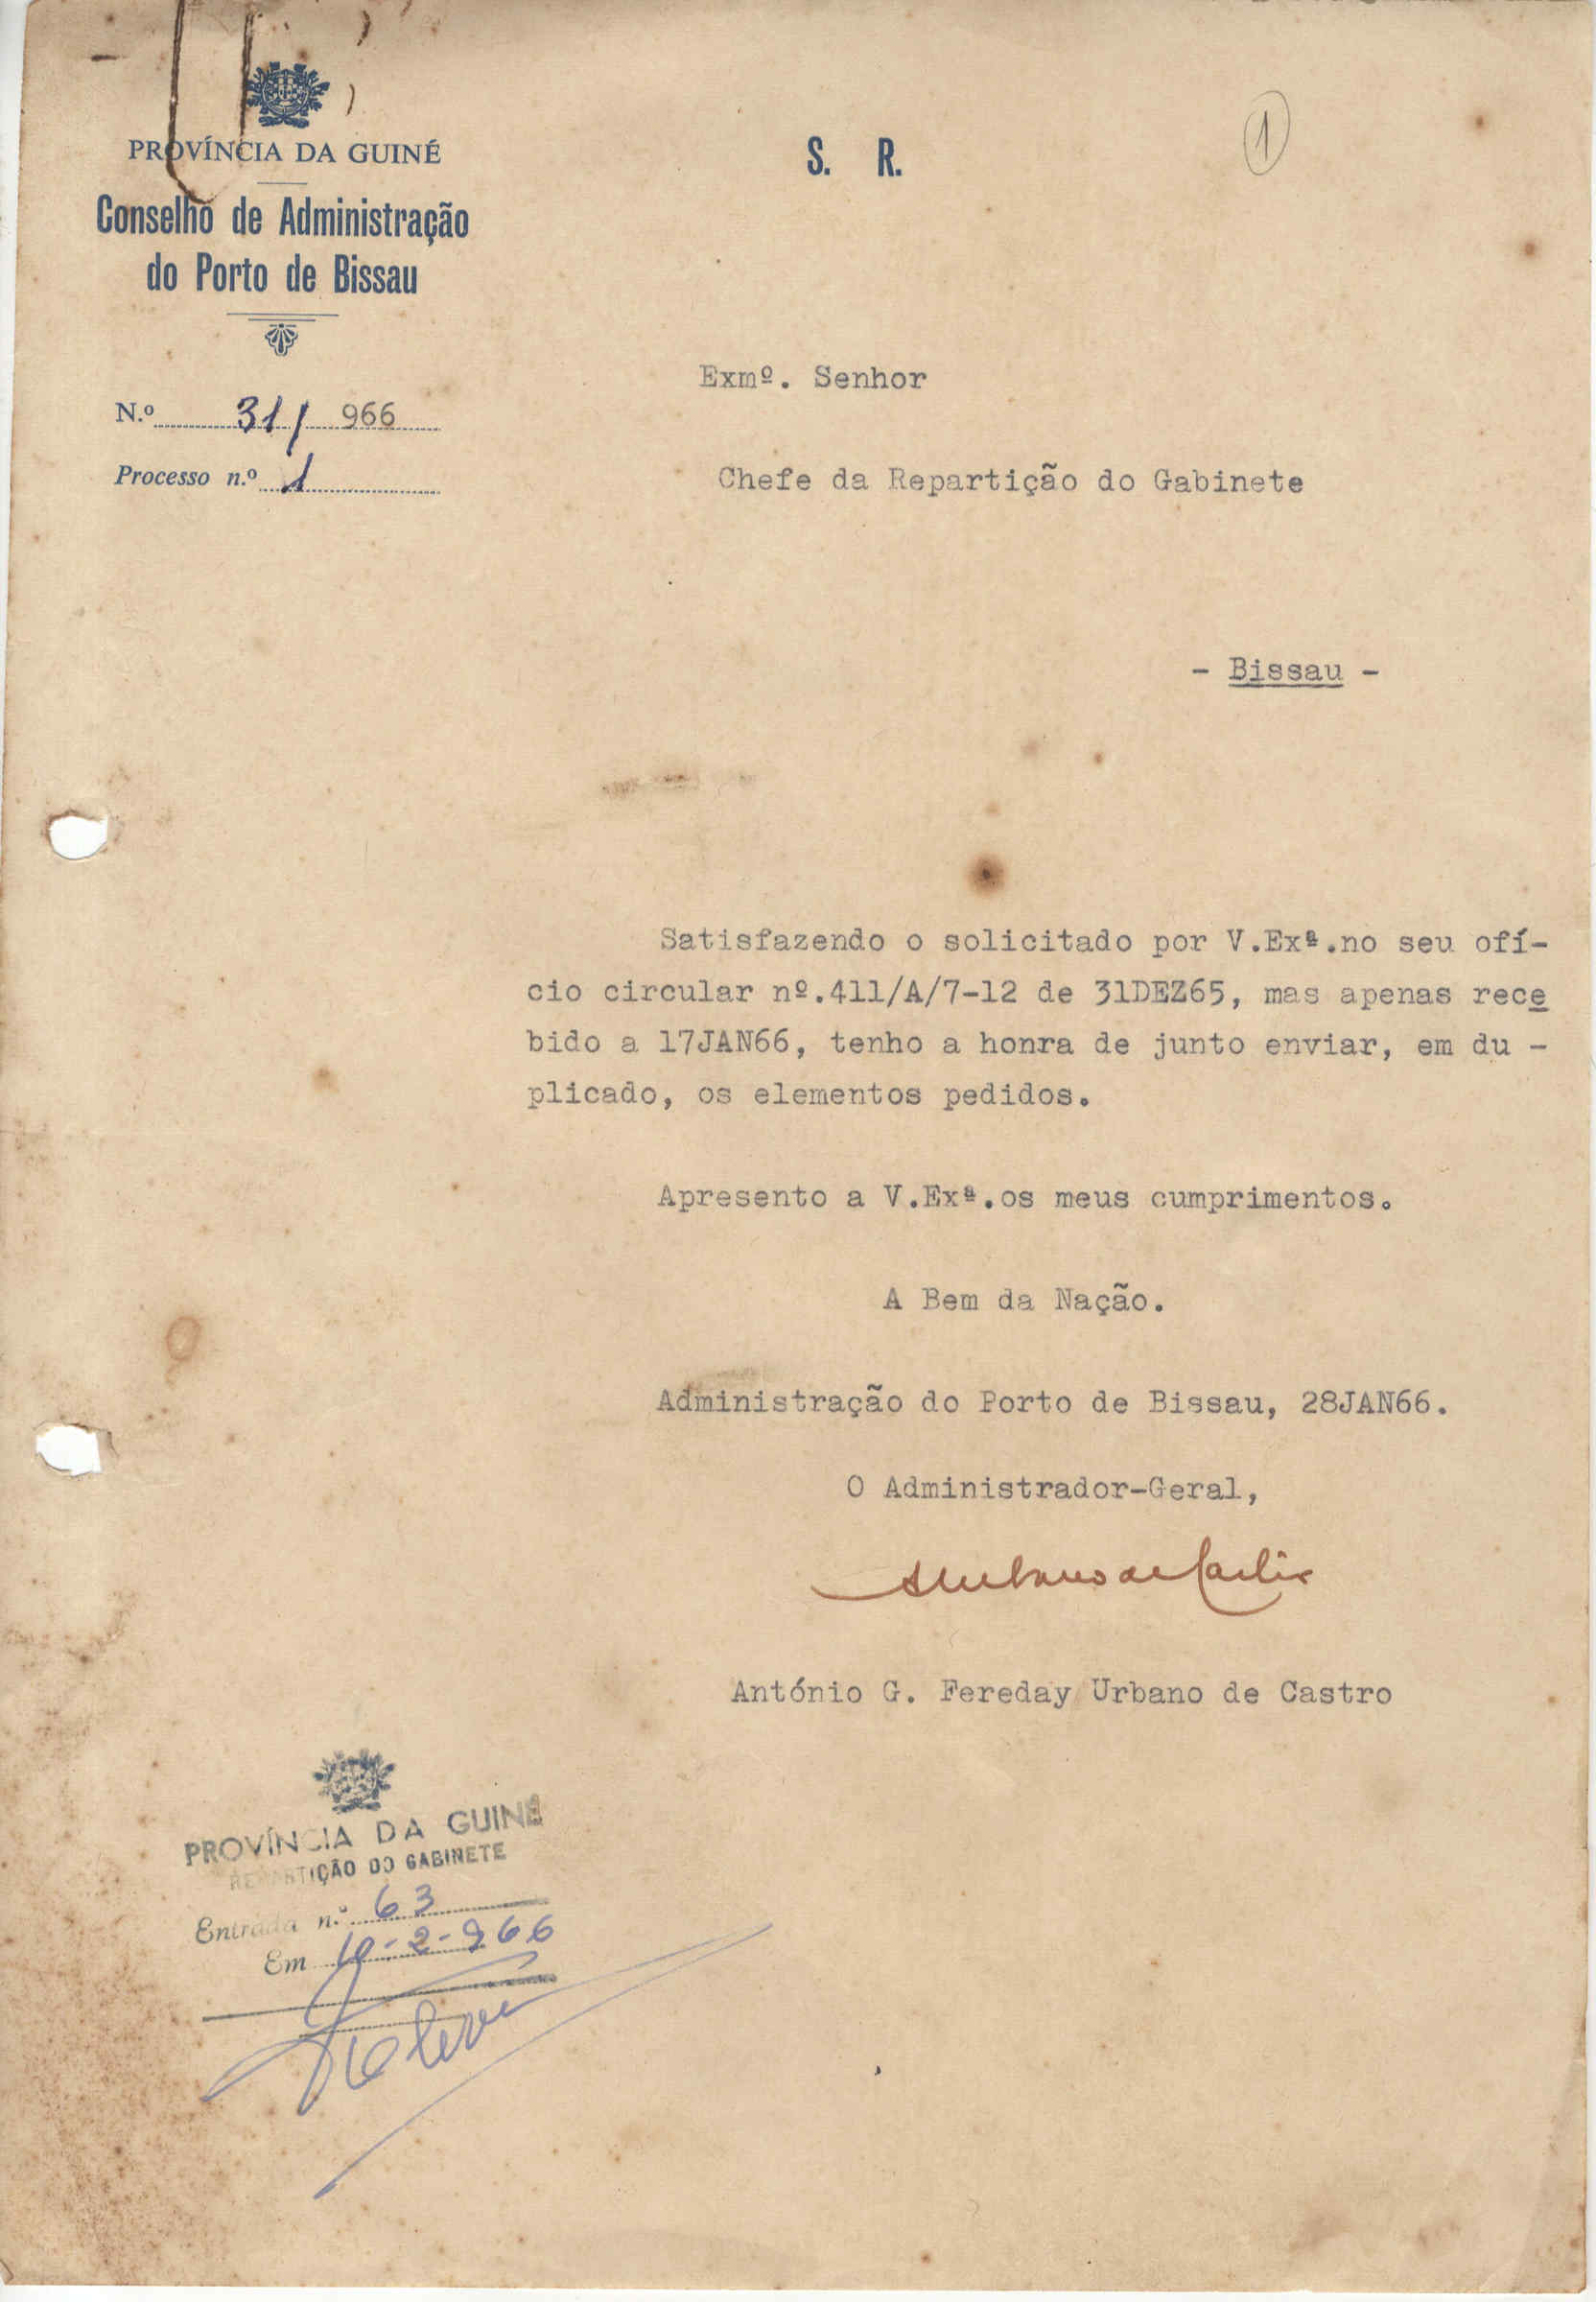 PROVÍNCIA DA GUINÉ
Conselho de Administração
do Porto de Bissau
N.º 31/ 966
Processo n.º 1
S. R.
1
Exmº. Senhor
Chefe da Repartição do Gabinete
- Bissau -
Satisfazendo o solicitado por V.Exª.no seu ofí-
cio circular nº.411/A/7-12 de 31DEZ65, mas apenas rece
bido a 17JAN66, tenho a honra de junto enviar, em du -
plicado, os elementos pedidos.
Apresento a V.Exª.os meus cumprimentos.
A Bem da Nação.
Administração do Porto de Bissau, 28JAN66.
O Administrador-Geral,
António G. Fereday Urbano de Castro
PROVÍNCIA DA GUINÉ
REPARTIÇÃO DO GABINETE
Entrada n.º 63
Em 10-2-966